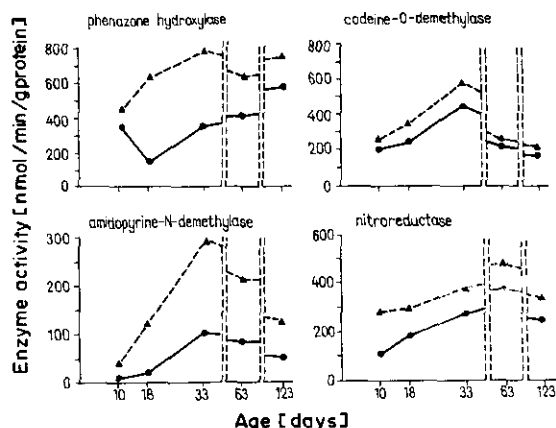 phenazone hydroxylase
800
600
400
200
0
codeine-O-demethylase
800
600
400
200
0
amidopyrine-N-demethylase
300
200
100
0
10 18 33 63 123
nitroreductase
600
400
200
0
10 18 33 63 123
Enzyme activity [nmol/min/gprotein]
Age [days]